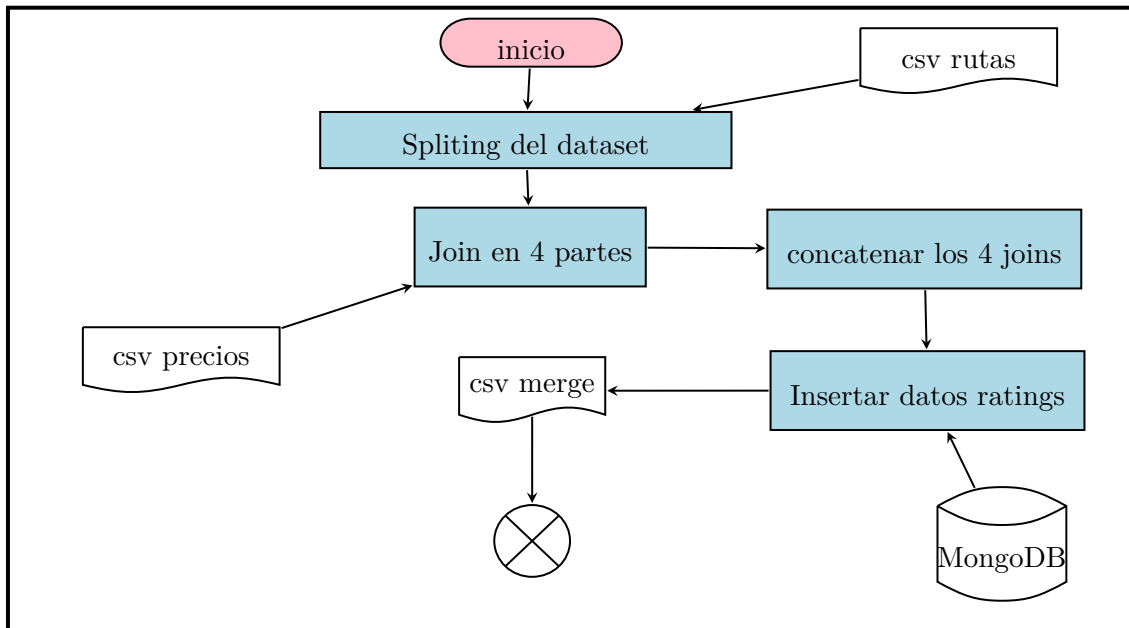 inicio
csv rutas
Spliting del dataset
Join en 4 partes
concatenar los 4 joins
csv precios
csv merge
Insertar datos ratings
MongoDB